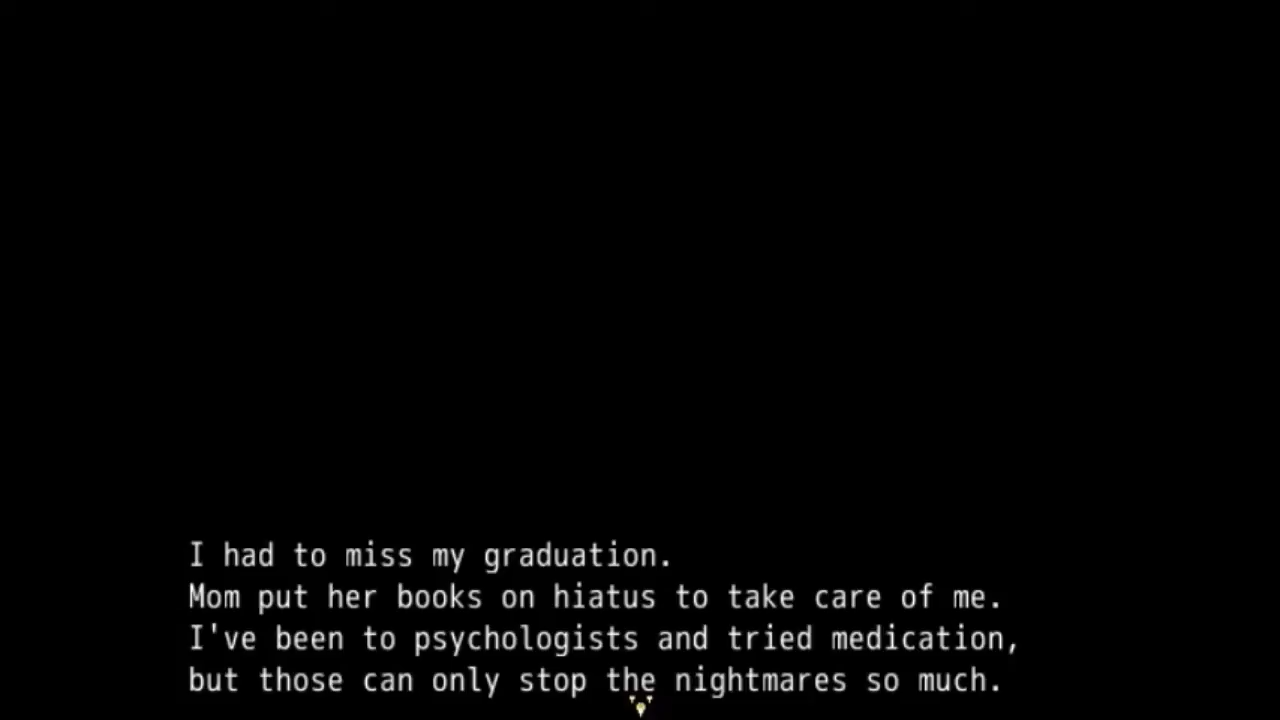 I had to miss my graduation.
Mom put her books on hiatus to take care of me.
I've been to psychologists and tried medication,
but those can only stop the nightmares so much.